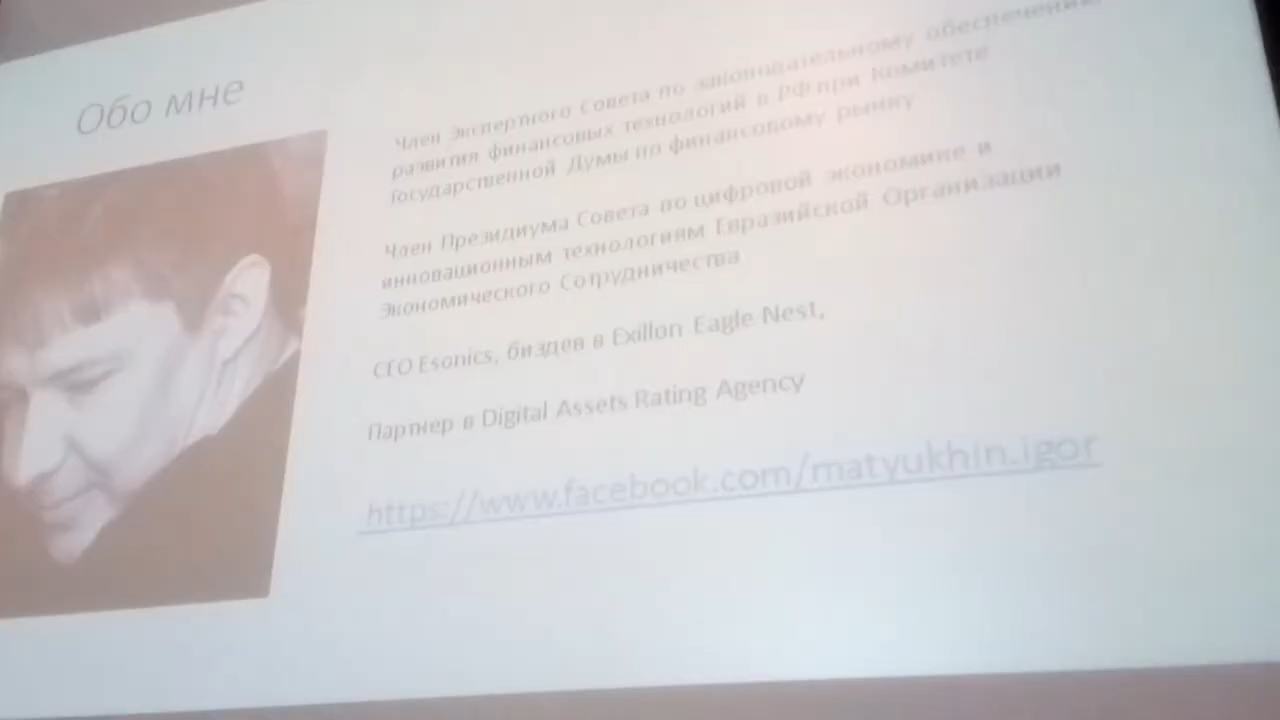 Обо мне
Член Экспертного Совета по законодательному обеспечению
развития финансовых технологий в РФ при Комитете
Государственной Думы по финансовому рынку
Член Президиума Совета по цифровой экономике и
инновационным технологиям Евразийской Организации
Экономического Сотрудничества
CEO Esonics, биздев в Exillon Eagle Nest,
Партнер в Digital Assets Rating Agency
https://www.facebook.com/matyukhin.igor